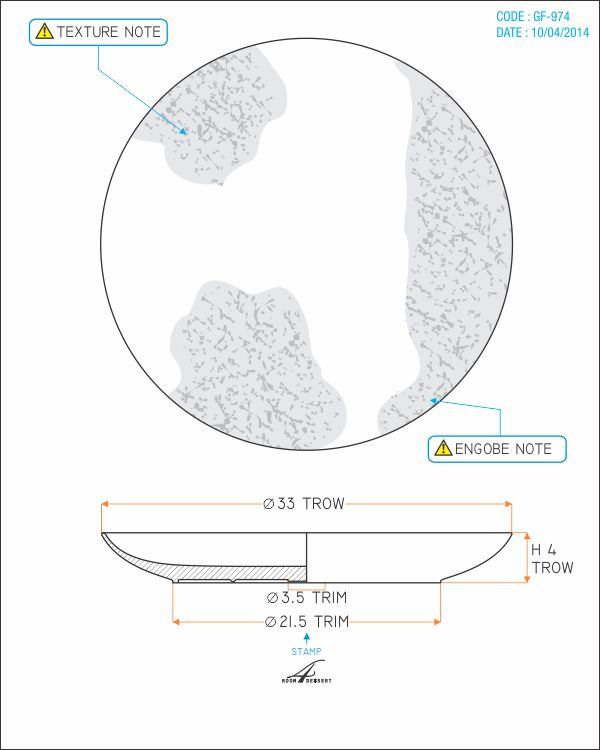 CODE : GF-974
DATE : 10/04/2014
TEXTURE NOTE
ENGOBE NOTE
Ø33 TROW
H 4
TROW
Ø3.5 TRIM
Ø21.5 TRIM
STAMP
ROOM 4 DESSERT